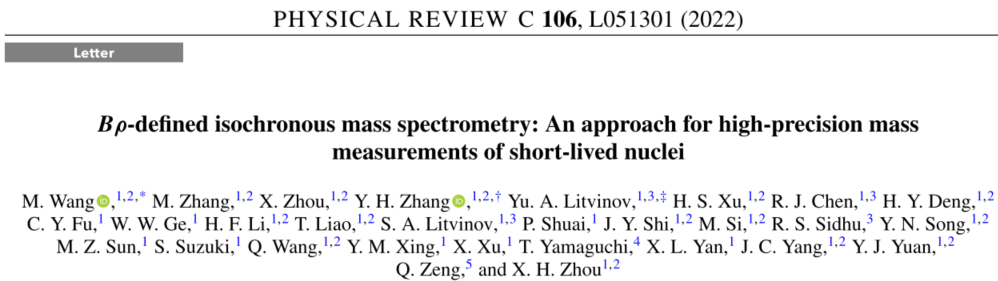 PHYSICAL REVIEW C 106, L051301 (2022)
Letter
Bρ-defined isochronous mass spectrometry: An approach for high-precision mass
measurements of short-lived nuclei
M. Wang,1,2,* M. Zhang,1,2 X. Zhou,1,2 Y. H. Zhang,1,2,† Yu. A. Litvinov,1,3,‡ H. S. Xu,1,2 R. J. Chen,1,3 H. Y. Deng,1,2
C. Y. Fu,1 W. W. Ge,1 H. F. Li,1,2 T. Liao,1,2 S. A. Litvinov,1,3 P. Shuai,1 J. Y. Shi,1,2 M. Si,1,2 R. S. Sidhu,3 Y. N. Song,1,2
M. Z. Sun,1 S. Suzuki,1 Q. Wang,1,2 Y. M. Xing,1 X. Xu,1 T. Yamaguchi,4 X. L. Yan,1 J. C. Yang,1,2 Y. J. Yuan,1,2
Q. Zeng,5 and X. H. Zhou1,2